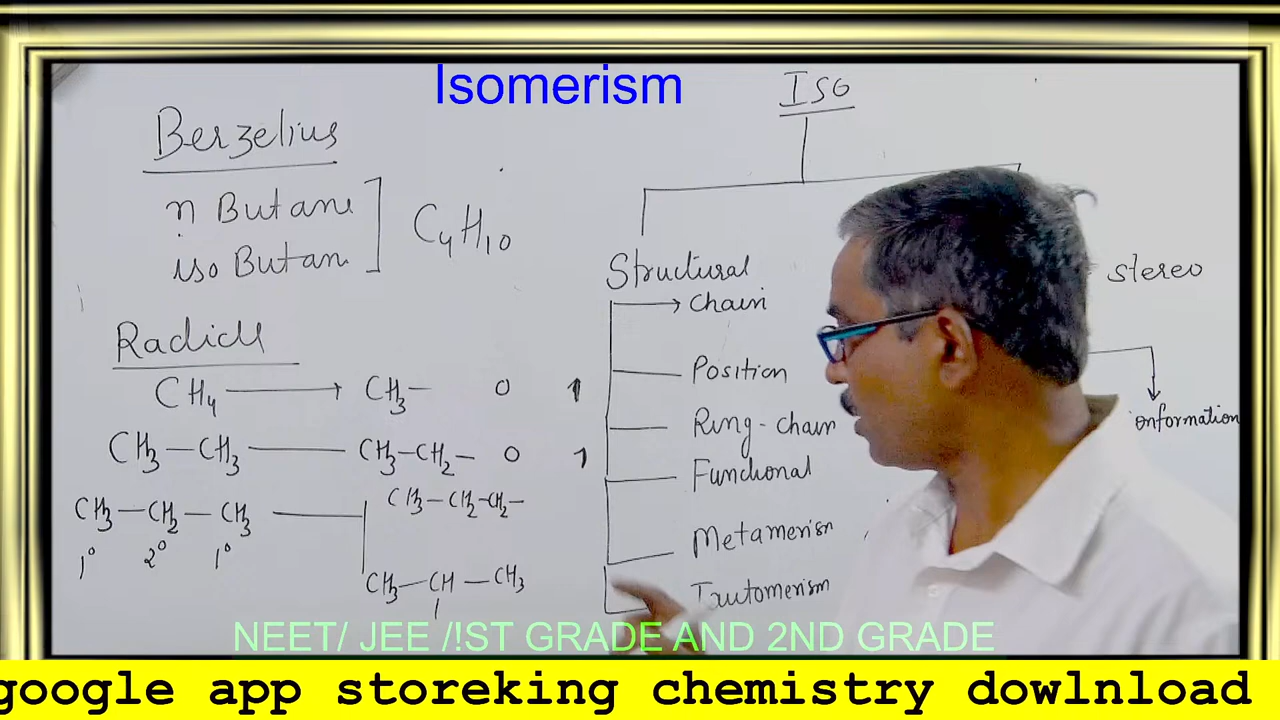 Isomerism
Berzelius
n Butane
iso Butan
C4H10
Radicll
CH4 → CH3— 0 1
CH3—CH3 — CH3—CH2— 0 1
CH3—CH2—CH3 — CH3—CH2—CH2—
1° 2° 1°
CH3—CH—CH3
ISO
Structural
→ Chain
Position
Ring-chain
Functional
Metamerism
Tautomerism
stereo
onformation
NEET/ JEE /!ST GRADE AND 2ND GRADE
google app storeking chemistry dowlnload